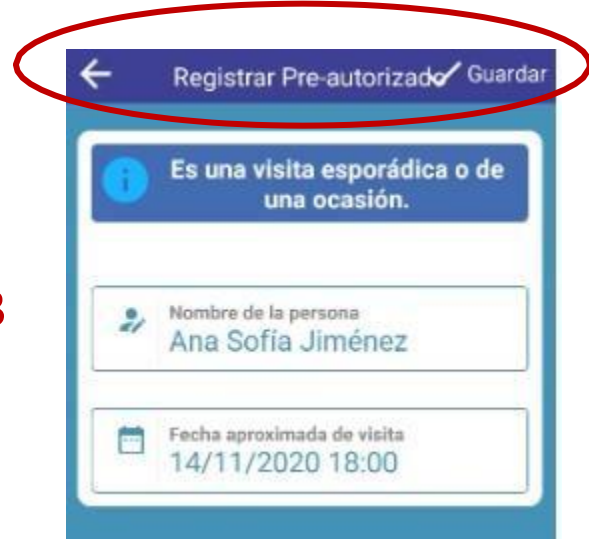 Registrar Pre-autorizado Guardar
Es una visita esporádica o de
una ocasión.
Nombre de la persona
Ana Sofía Jiménez
Fecha aproximada de visita
14/11/2020 18:00